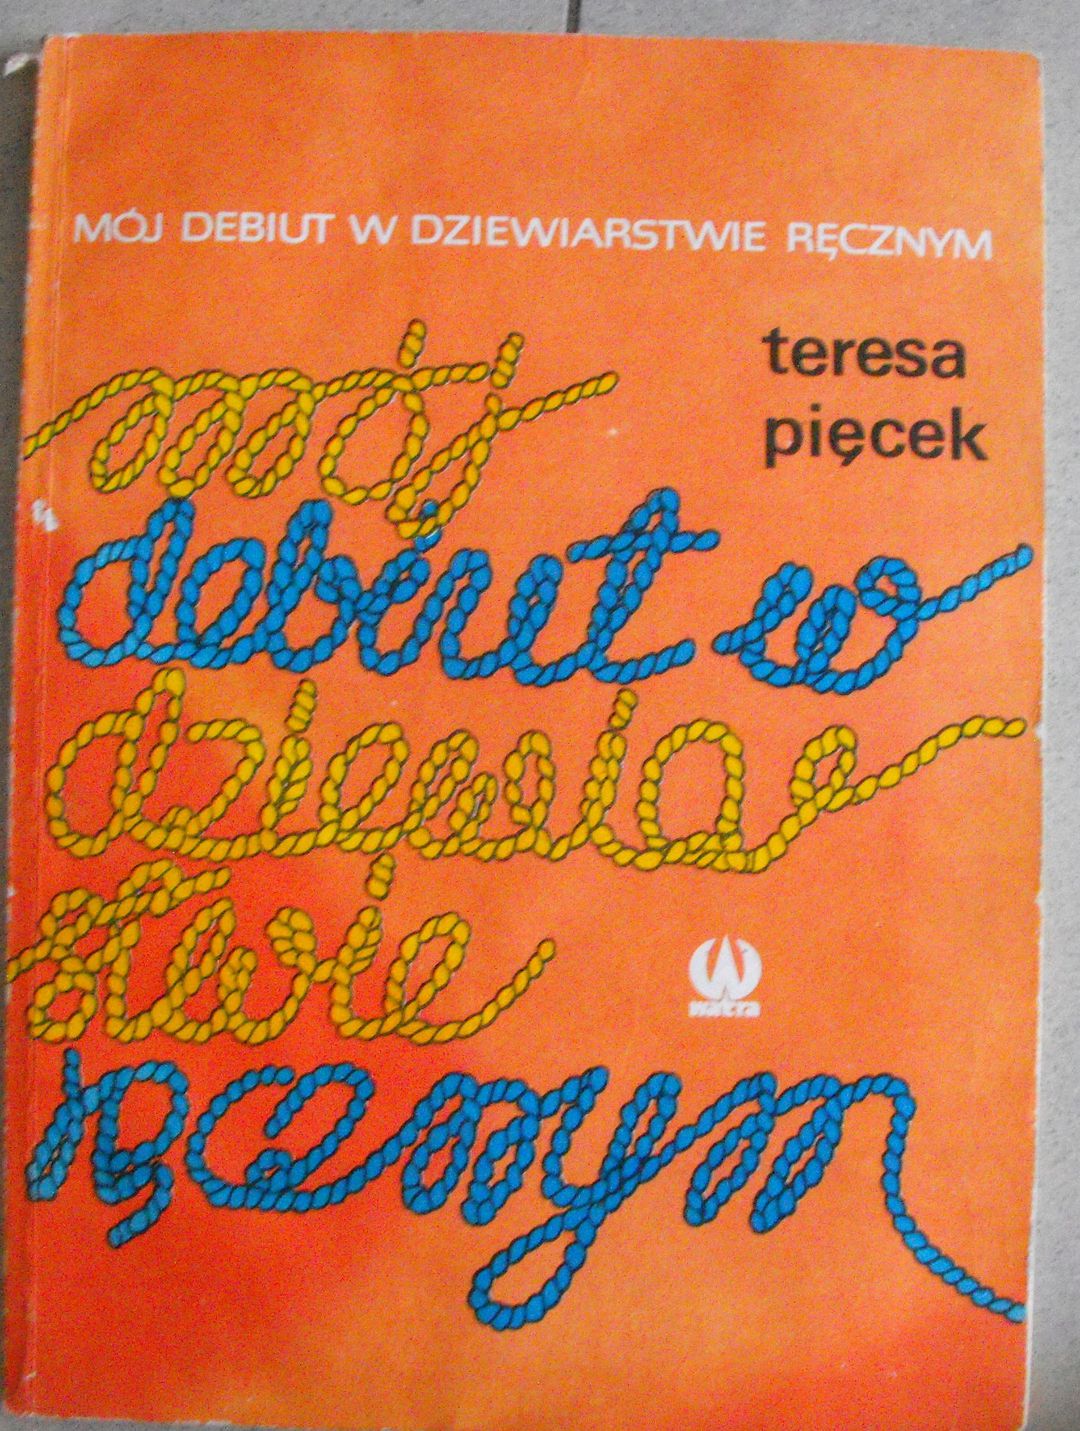 MÓJ DEBIUT W DZIEWIARSTWIE RĘCZNYM
teresa
pięcek
mój
debiut w
dziewiar
stwie
ręcznym
watra